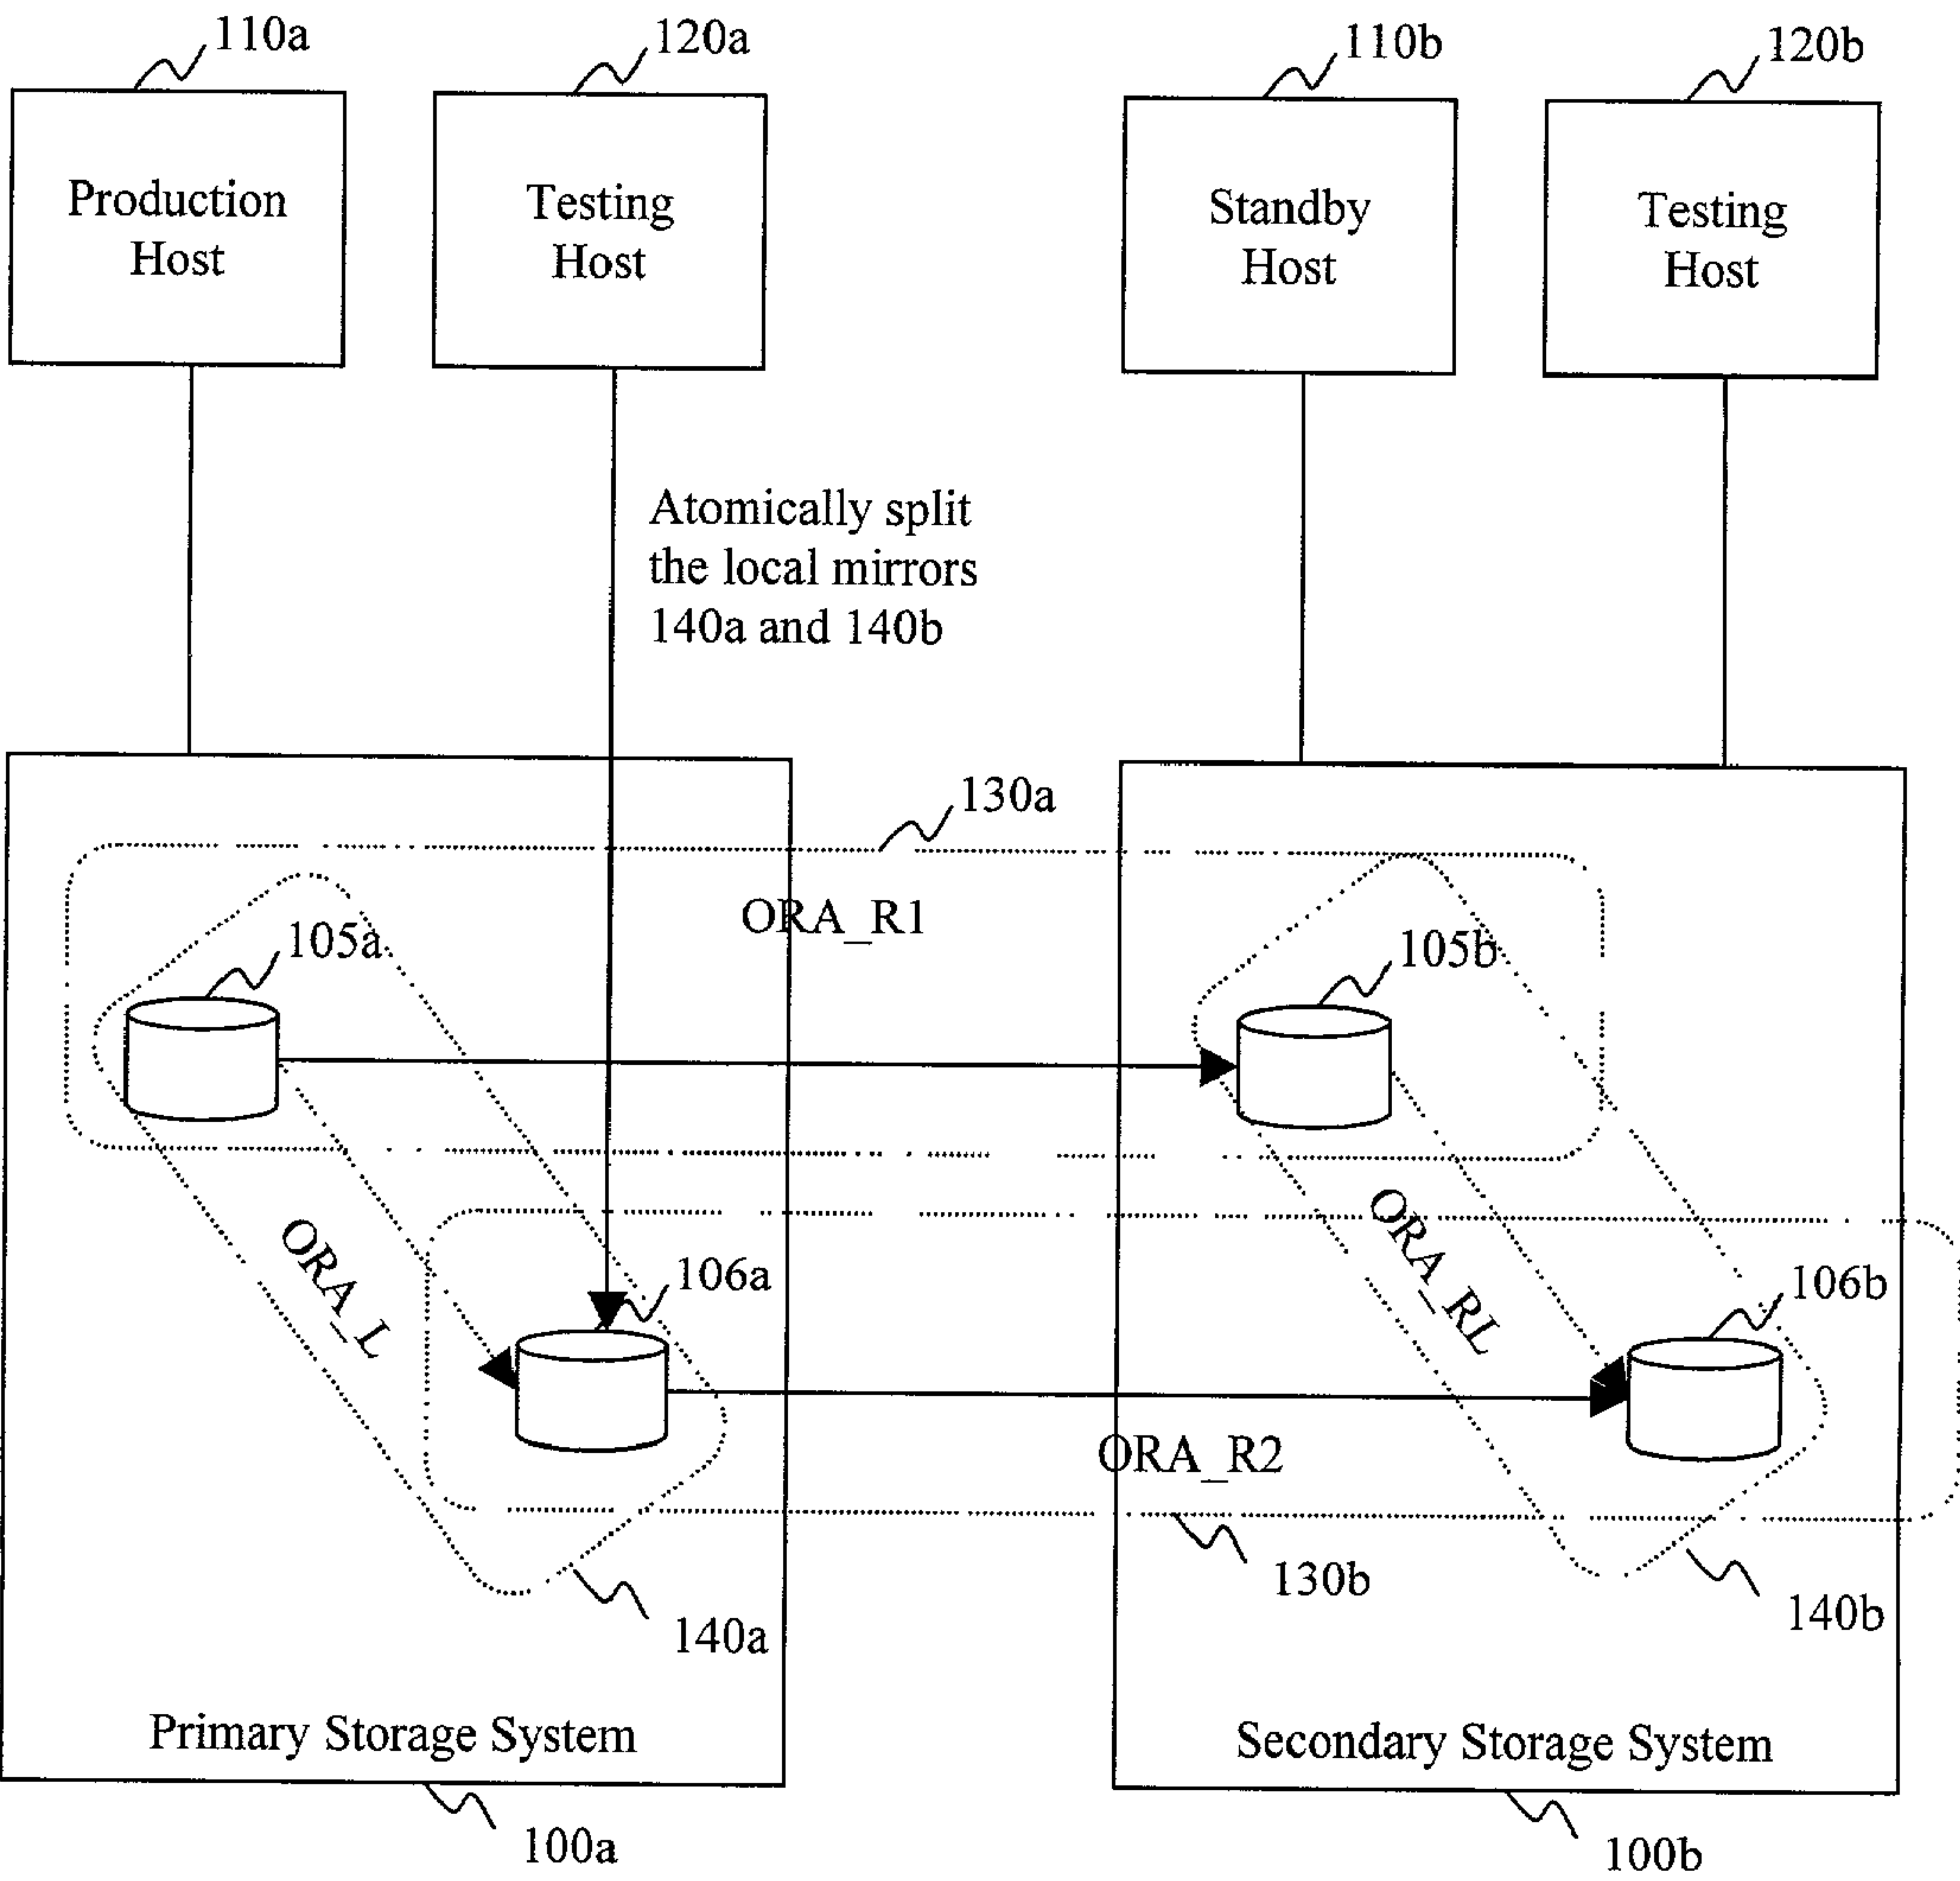 110a
120a
110b
120b
Production
Host
Testing
Host
Standby
Host
Testing
Host
Atomically split
the local mirrors
140a and 140b
130a
ORA_R1
105a
105b
ORA_L
ORA_RL
106a
106b
ORA_R2
130b
140a
140b
Primary Storage System
Secondary Storage System
100a
100b